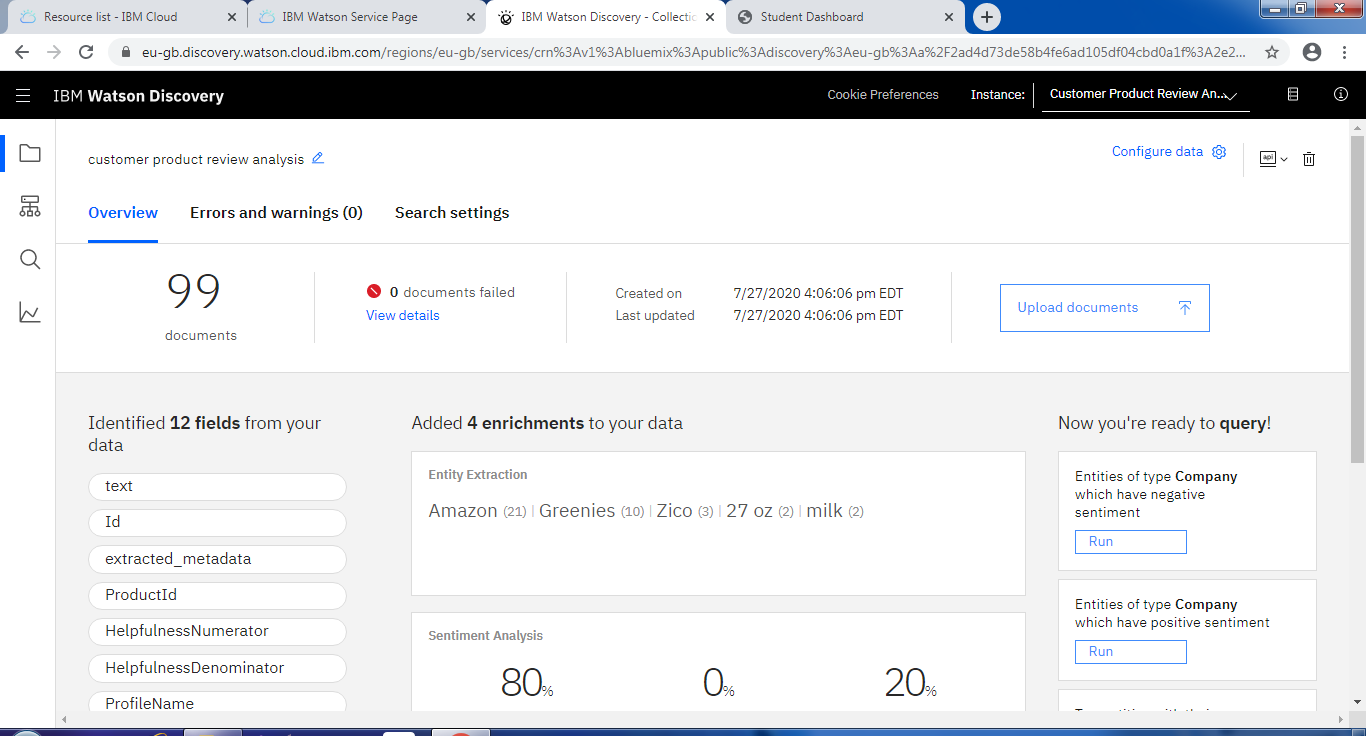 Resource list - IBM Cloud
IBM Watson Service Page
IBM Watson Discovery - Collectio
Student Dashboard
eu-gb.discovery.watson.cloud.ibm.com/regions/eu-gb/services/crn%3Av1%3Abluemix%3Apublic%3Adiscovery%3Aeu-gb%3Aa%2F2ad4d73de58b4fe6ad105df04cbd0a1f%3A2e2...
IBM Watson Discovery
Cookie Preferences
Instance:
Customer Product Review An...
customer product review analysis
Configure data
api
Overview
Errors and warnings (0)
Search settings
99
documents
0 documents failed
View details
Created on 7/27/2020 4:06:06 pm EDT
Last updated 7/27/2020 4:06:06 pm EDT
Upload documents
Identified 12 fields from your
data
text
Id
extracted_metadata
ProductId
HelpfulnessNumerator
HelpfulnessDenominator
ProfileName
Added 4 enrichments to your data
Entity Extraction
Amazon (21) | Greenies (10) | Zico (3) | 27 oz (2) | milk (2)
Sentiment Analysis
80%
0%
20%
Now you're ready to query!
Entities of type Company
which have negative
sentiment
Run
Entities of type Company
which have positive sentiment
Run